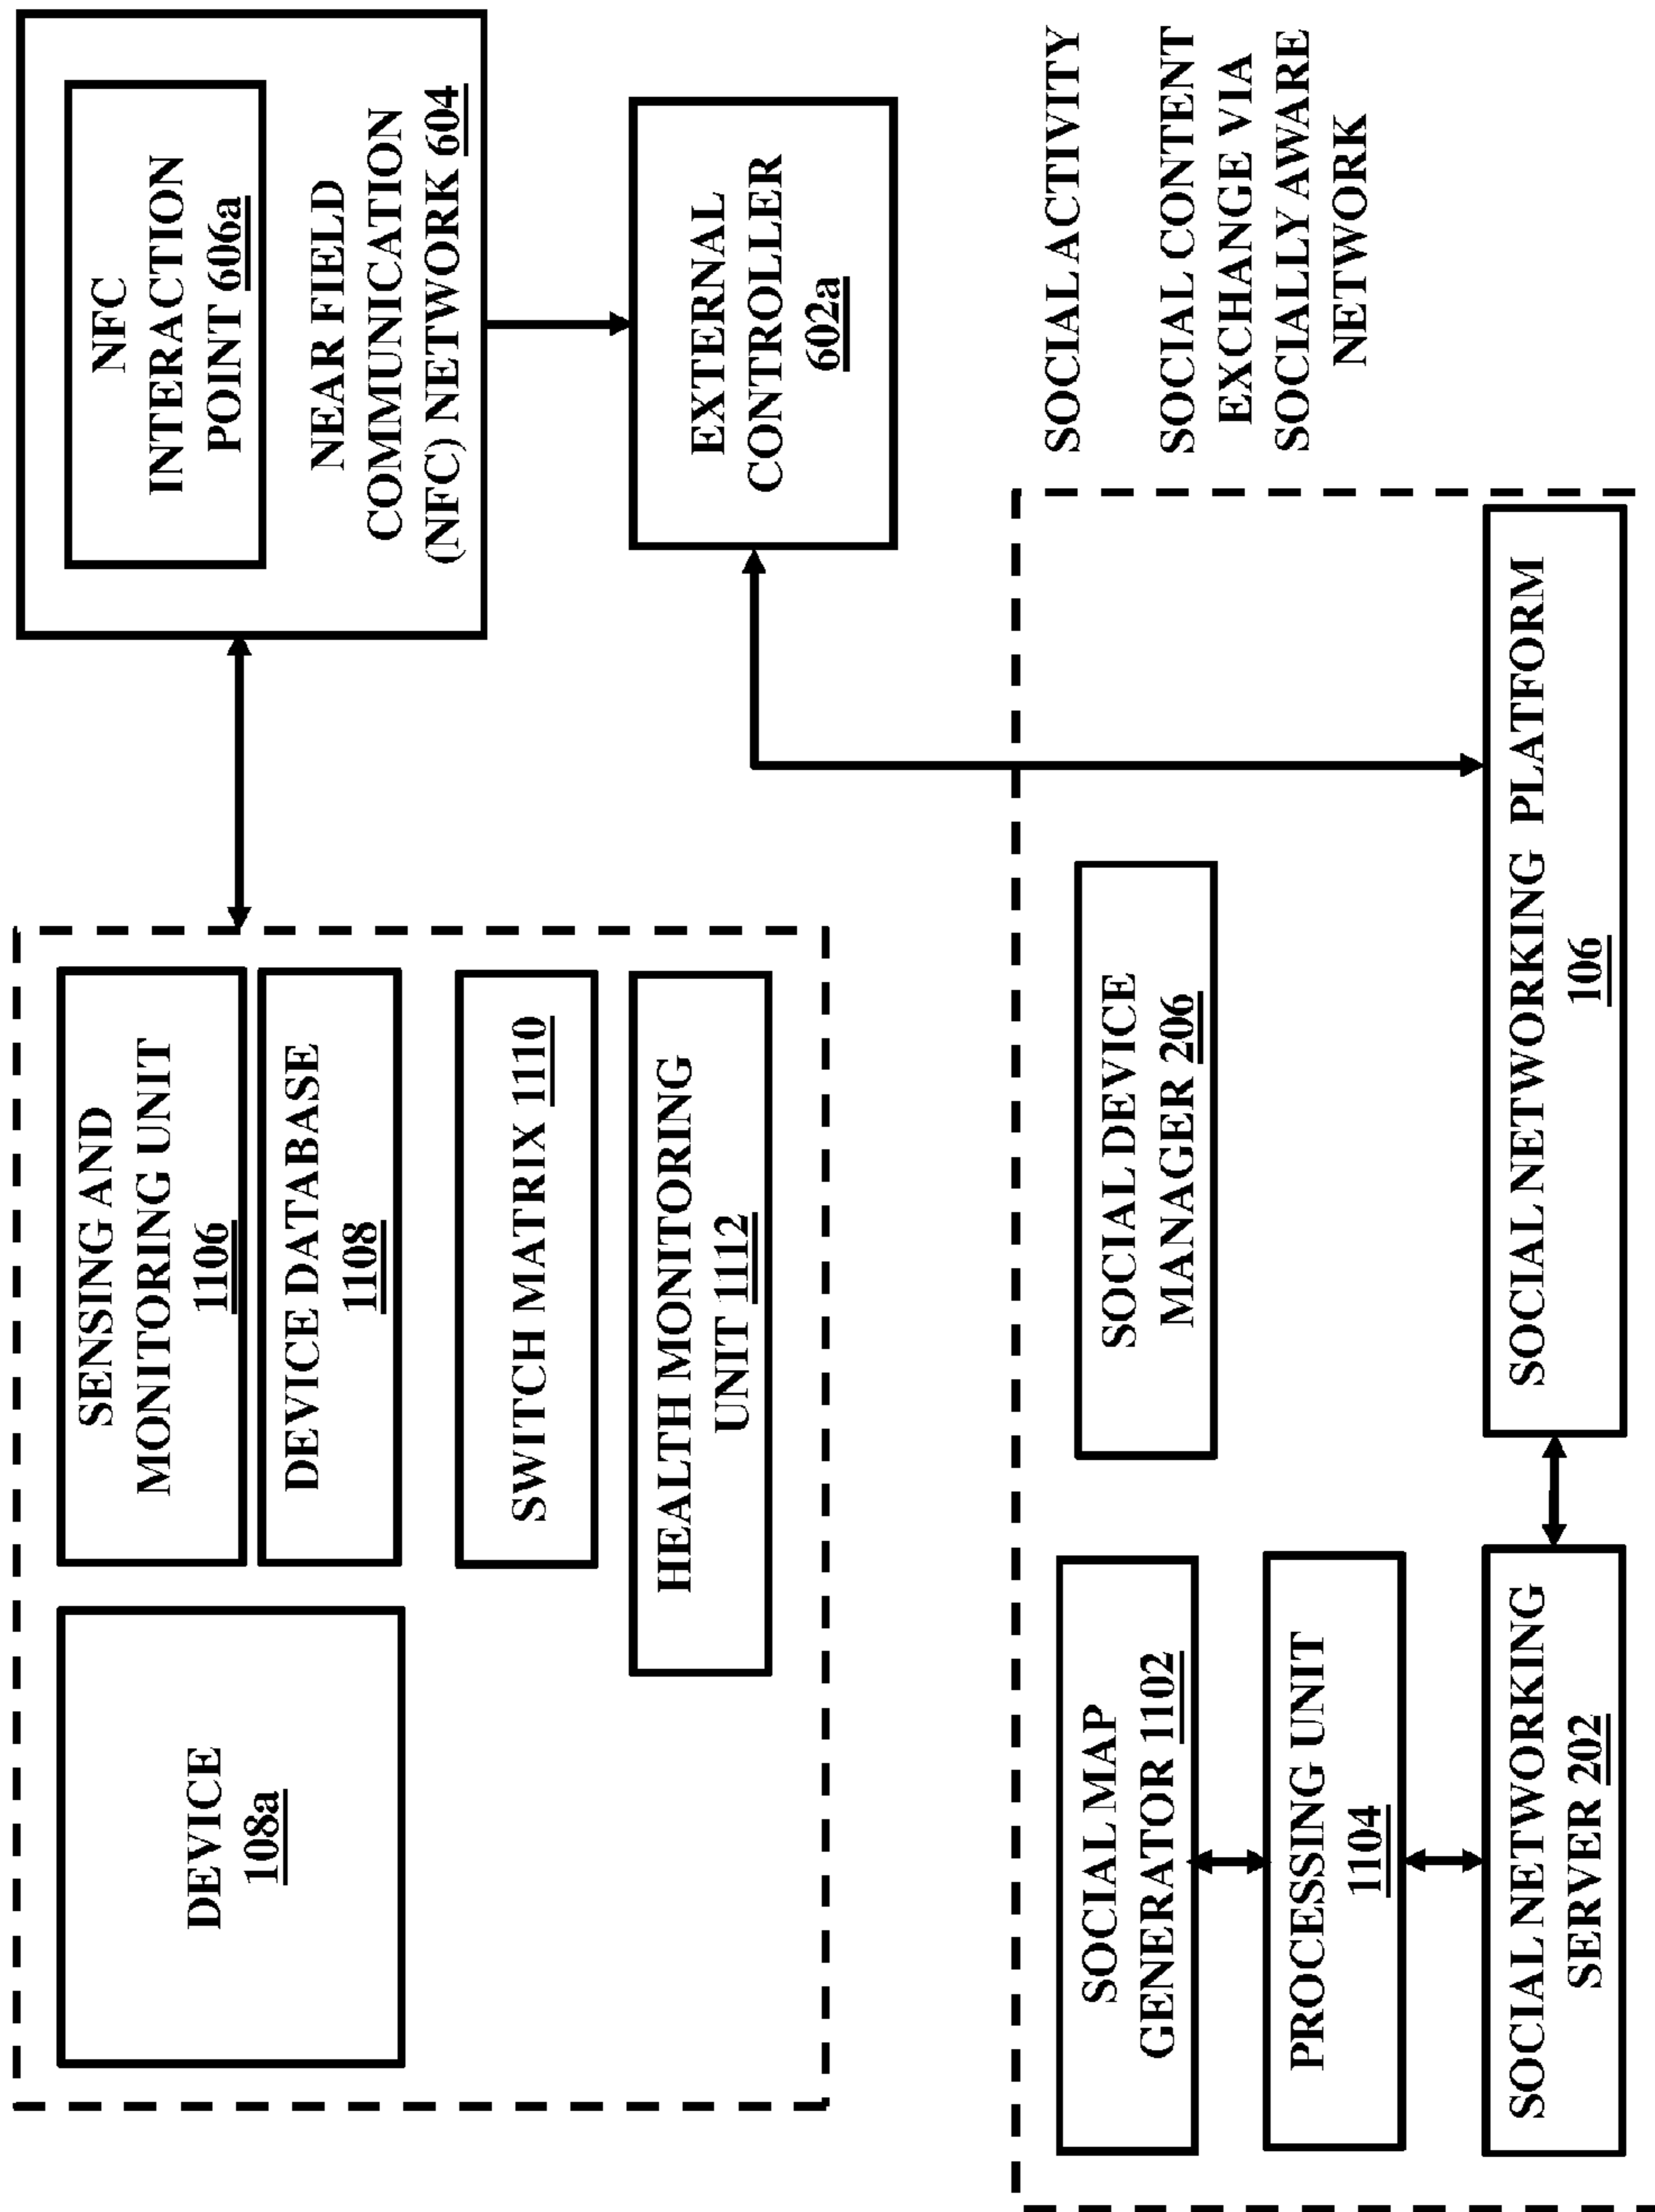 DEVICE
108a
SENSING AND
MONITORING UNIT
1106
DEVICE DATABASE
1108
SWITCH MATRIX 1110
HEALTH MONITORING
UNIT 1112
NFC
INTERACTION
POINT 606a
NEAR FIELD
COMMUNICATION
(NFC) NETWORK 604
EXTERNAL
CONTROLLER
602a
SOCIAL MAP
GENERATOR 1102
PROCESSING UNIT
1104
SOCIAL NETWORKING
SERVER 202
SOCIAL DEVICE
MANAGER 206
SOCIAL NETWORKING PLATFORM
106
SOCIAL ACTIVITY
SOCIAL CONTENT
EXCHANGE VIA
SOCIALLY AWARE
NETWORK